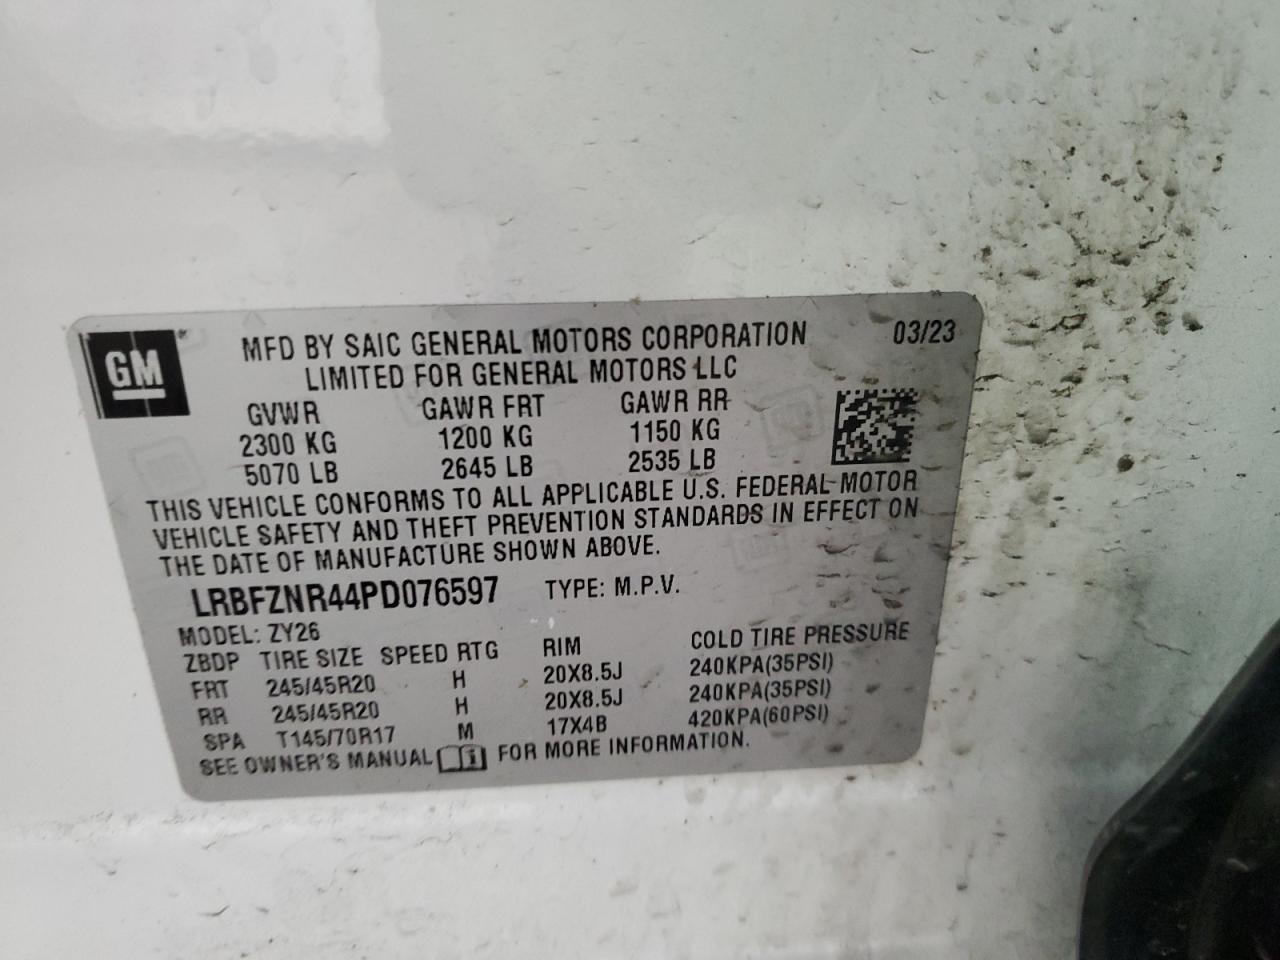 GM
MFD BY SAIC GENERAL MOTORS CORPORATION 03/23
LIMITED FOR GENERAL MOTORS LLC
GVWR GAWR FRT GAWR RR
2300 KG 1200 KG 1150 KG
5070 LB 2645 LB 2535 LB
THIS VEHICLE CONFORMS TO ALL APPLICABLE U.S. FEDERAL MOTOR
VEHICLE SAFETY AND THEFT PREVENTION STANDARDS IN EFFECT ON
THE DATE OF MANUFACTURE SHOWN ABOVE.
LRBFZNR44PD076597 TYPE: M.P.V.
MODEL: ZY26
ZBDP TIRE SIZE SPEED RTG RIM COLD TIRE PRESSURE
FRT 245/45R20 H 20X8.5J 240KPA(35PSI)
RR 245/45R20 H 20X8.5J 240KPA(35PSI)
SPA T145/70R17 M 17X4B 420KPA(60PSI)
SEE OWNER'S MANUAL FOR MORE INFORMATION.